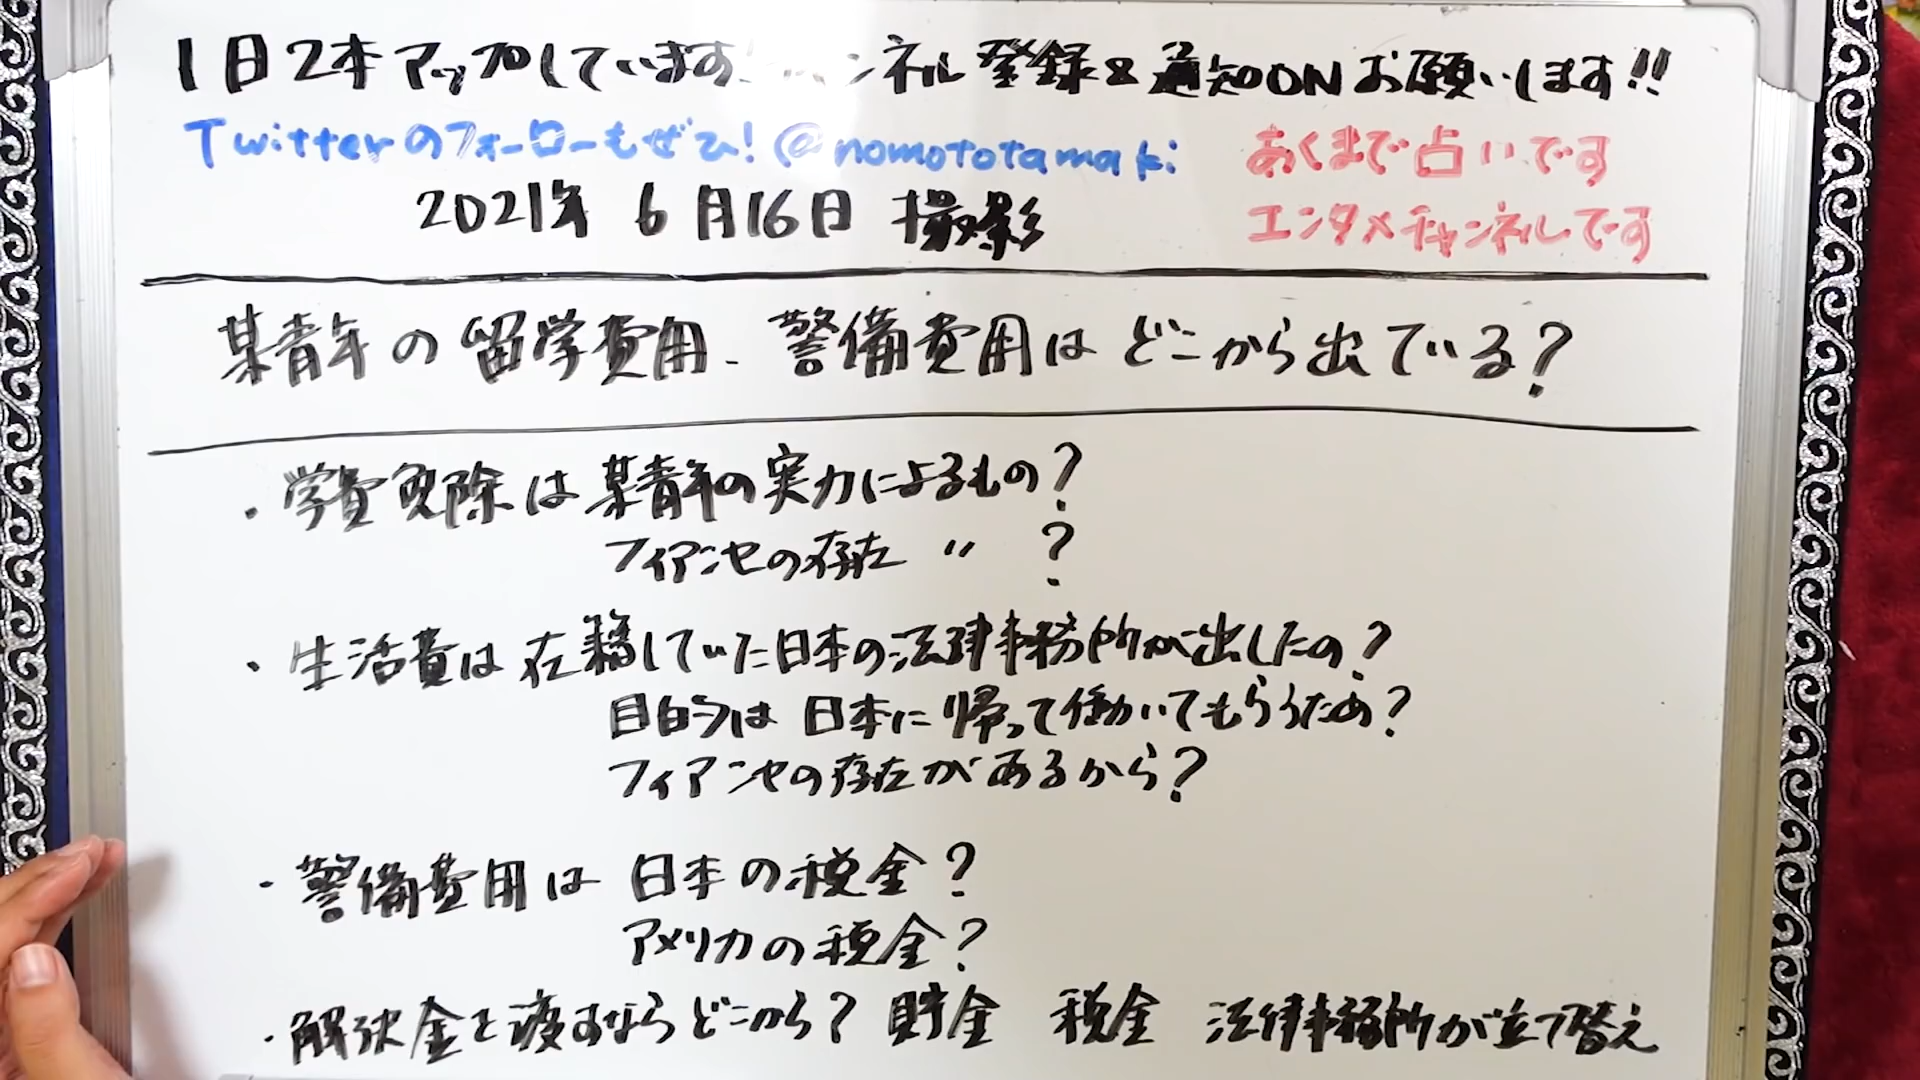 1日2本アップしています ンネル登録&通知ONお願いします!!
Twitterのフォローもぜひ!@nomototamaki
あくまで占いです
エンタメチャンネルです
2021年 6月16日 撮影
某青年の留学費用、警備費用はどこから出ている?
・学費免除は某青年の実力によるもの?
フィアンセの存在 〃 ?
・生活費は在籍していた日本の法律事務所が出したの?
目的は日本に帰って働いてもらうため?
フィアンセの存在があるから?
・警備費用は 日本の税金?
アメリカの税金?
・解決金を渡すならどこから? 貯金 税金 法律事務所が立て替え